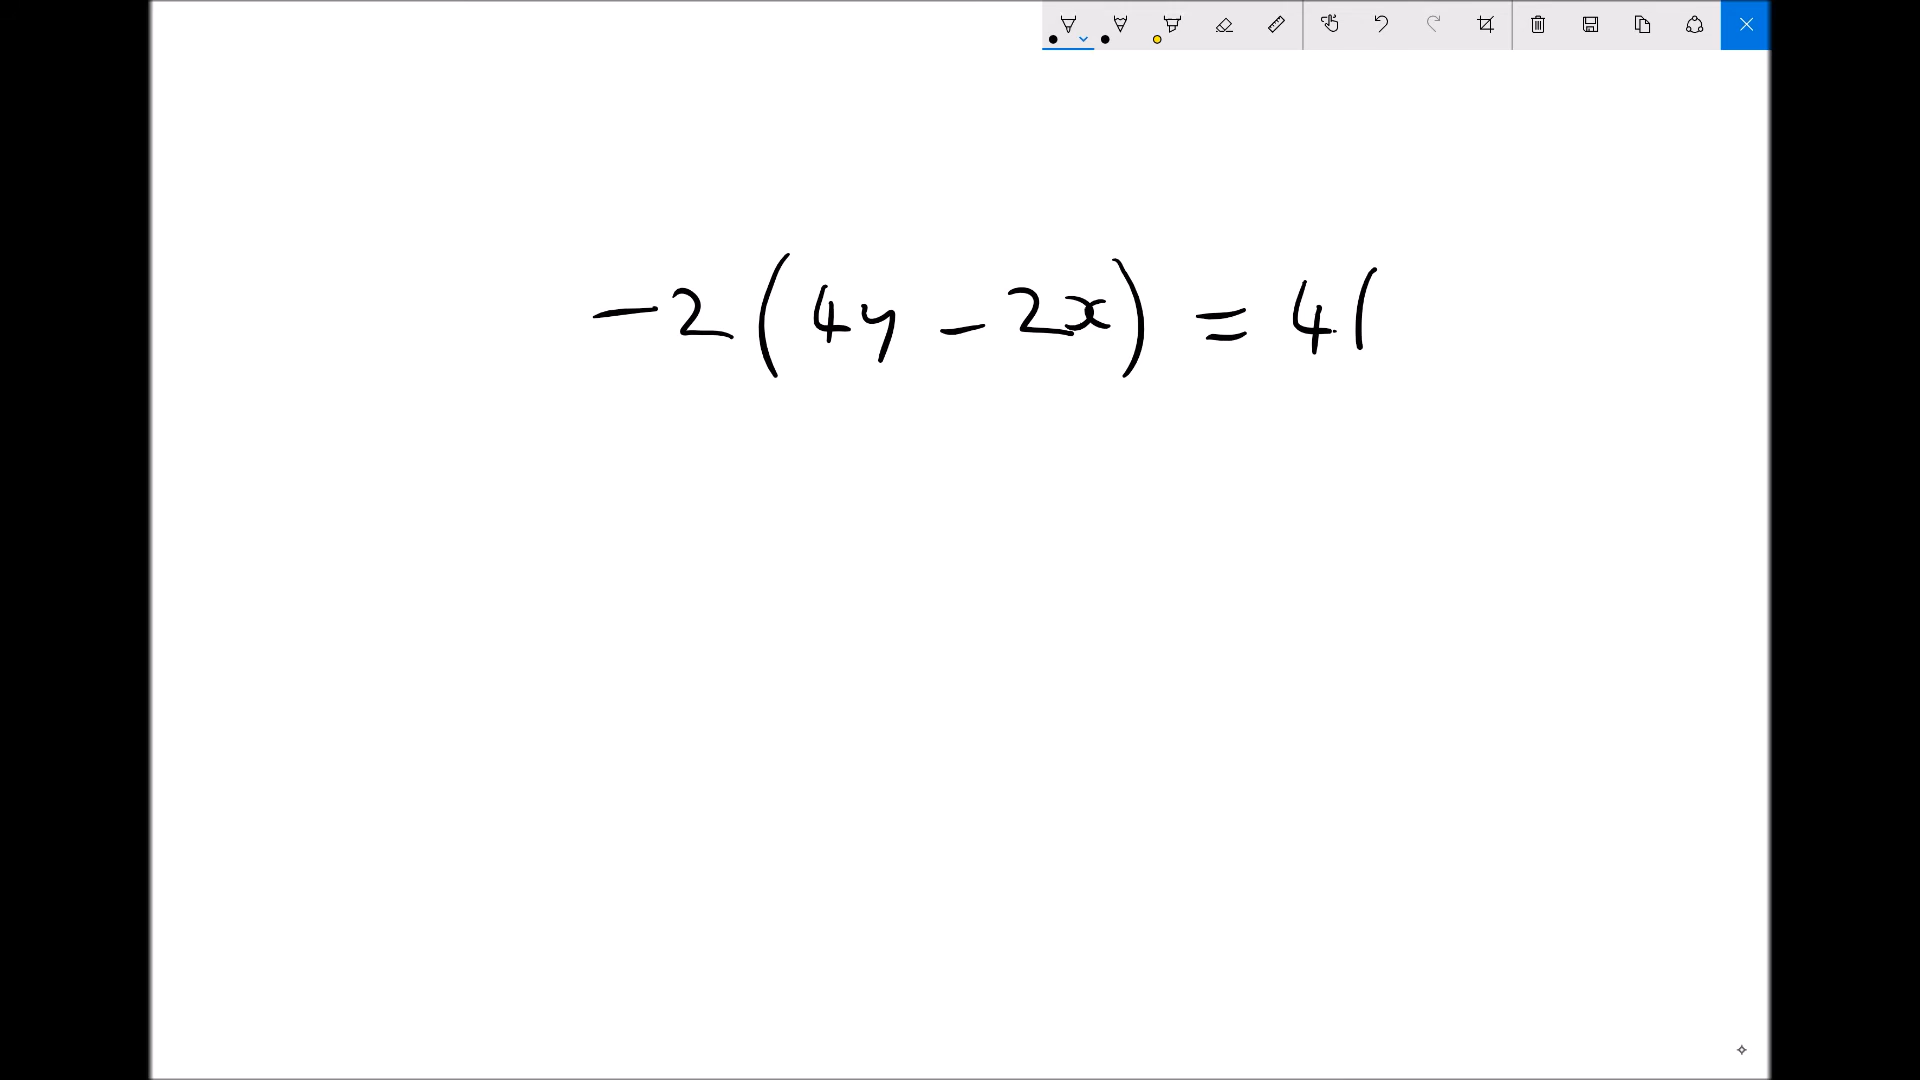 -2(4y - 2x) = 4(